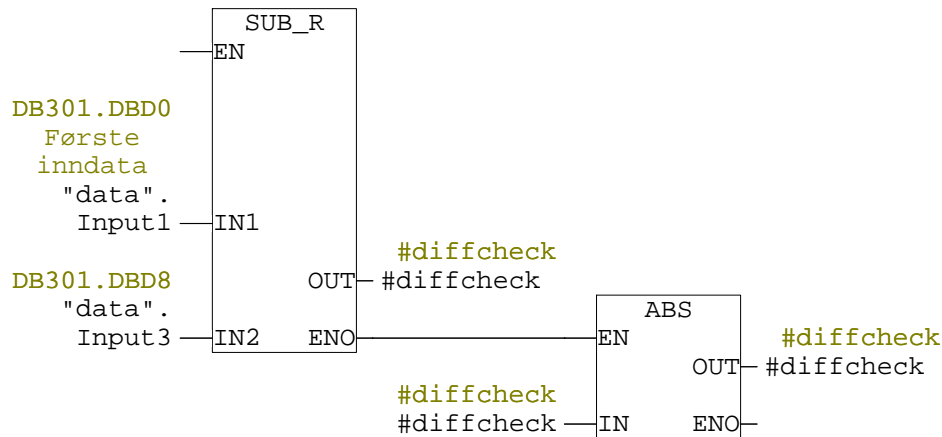 SUB_R
EN
DB301.DBD0
Første
inndata
"data".
Input1
IN1
#diffcheck
OUT
#diffcheck
DB301.DBD8
"data".
Input3
IN2
ENO
ABS
EN
#diffcheck
OUT
#diffcheck
#diffcheck
#diffcheck
IN
ENO